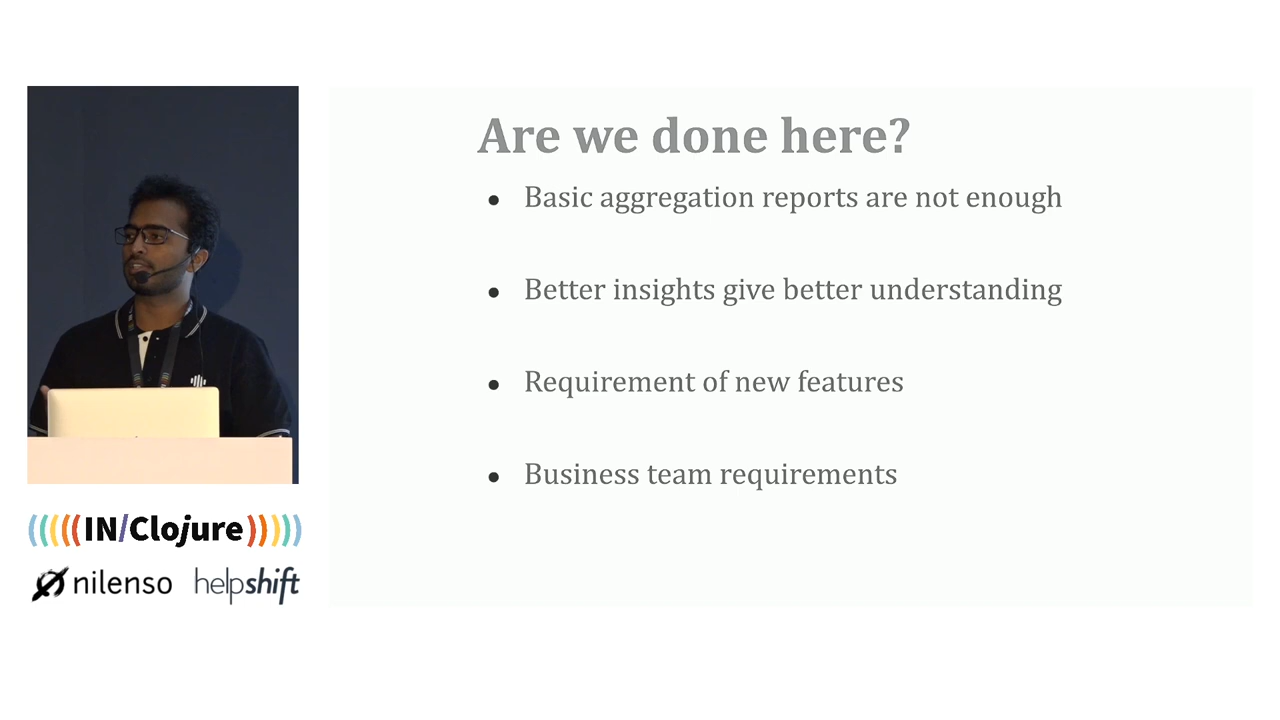 Are we done here?
Basic aggregation reports are not enough
Better insights give better understanding
Requirement of new features
Business team requirements
(((((IN/Clojure)))))
nilenso helpshift